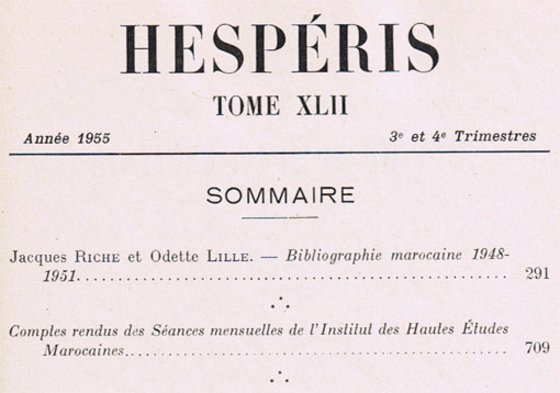 HESPÉRIS
TOME XLII
Année 1955 3e et 4e Trimestres
SOMMAIRE
Jacques RICHE et Odette LILLE. — Bibliographie marocaine 1948-
1951. 291
Comptes rendus des Séances mensuelles de l'Institut des Hautes Études
Marocaines. 709